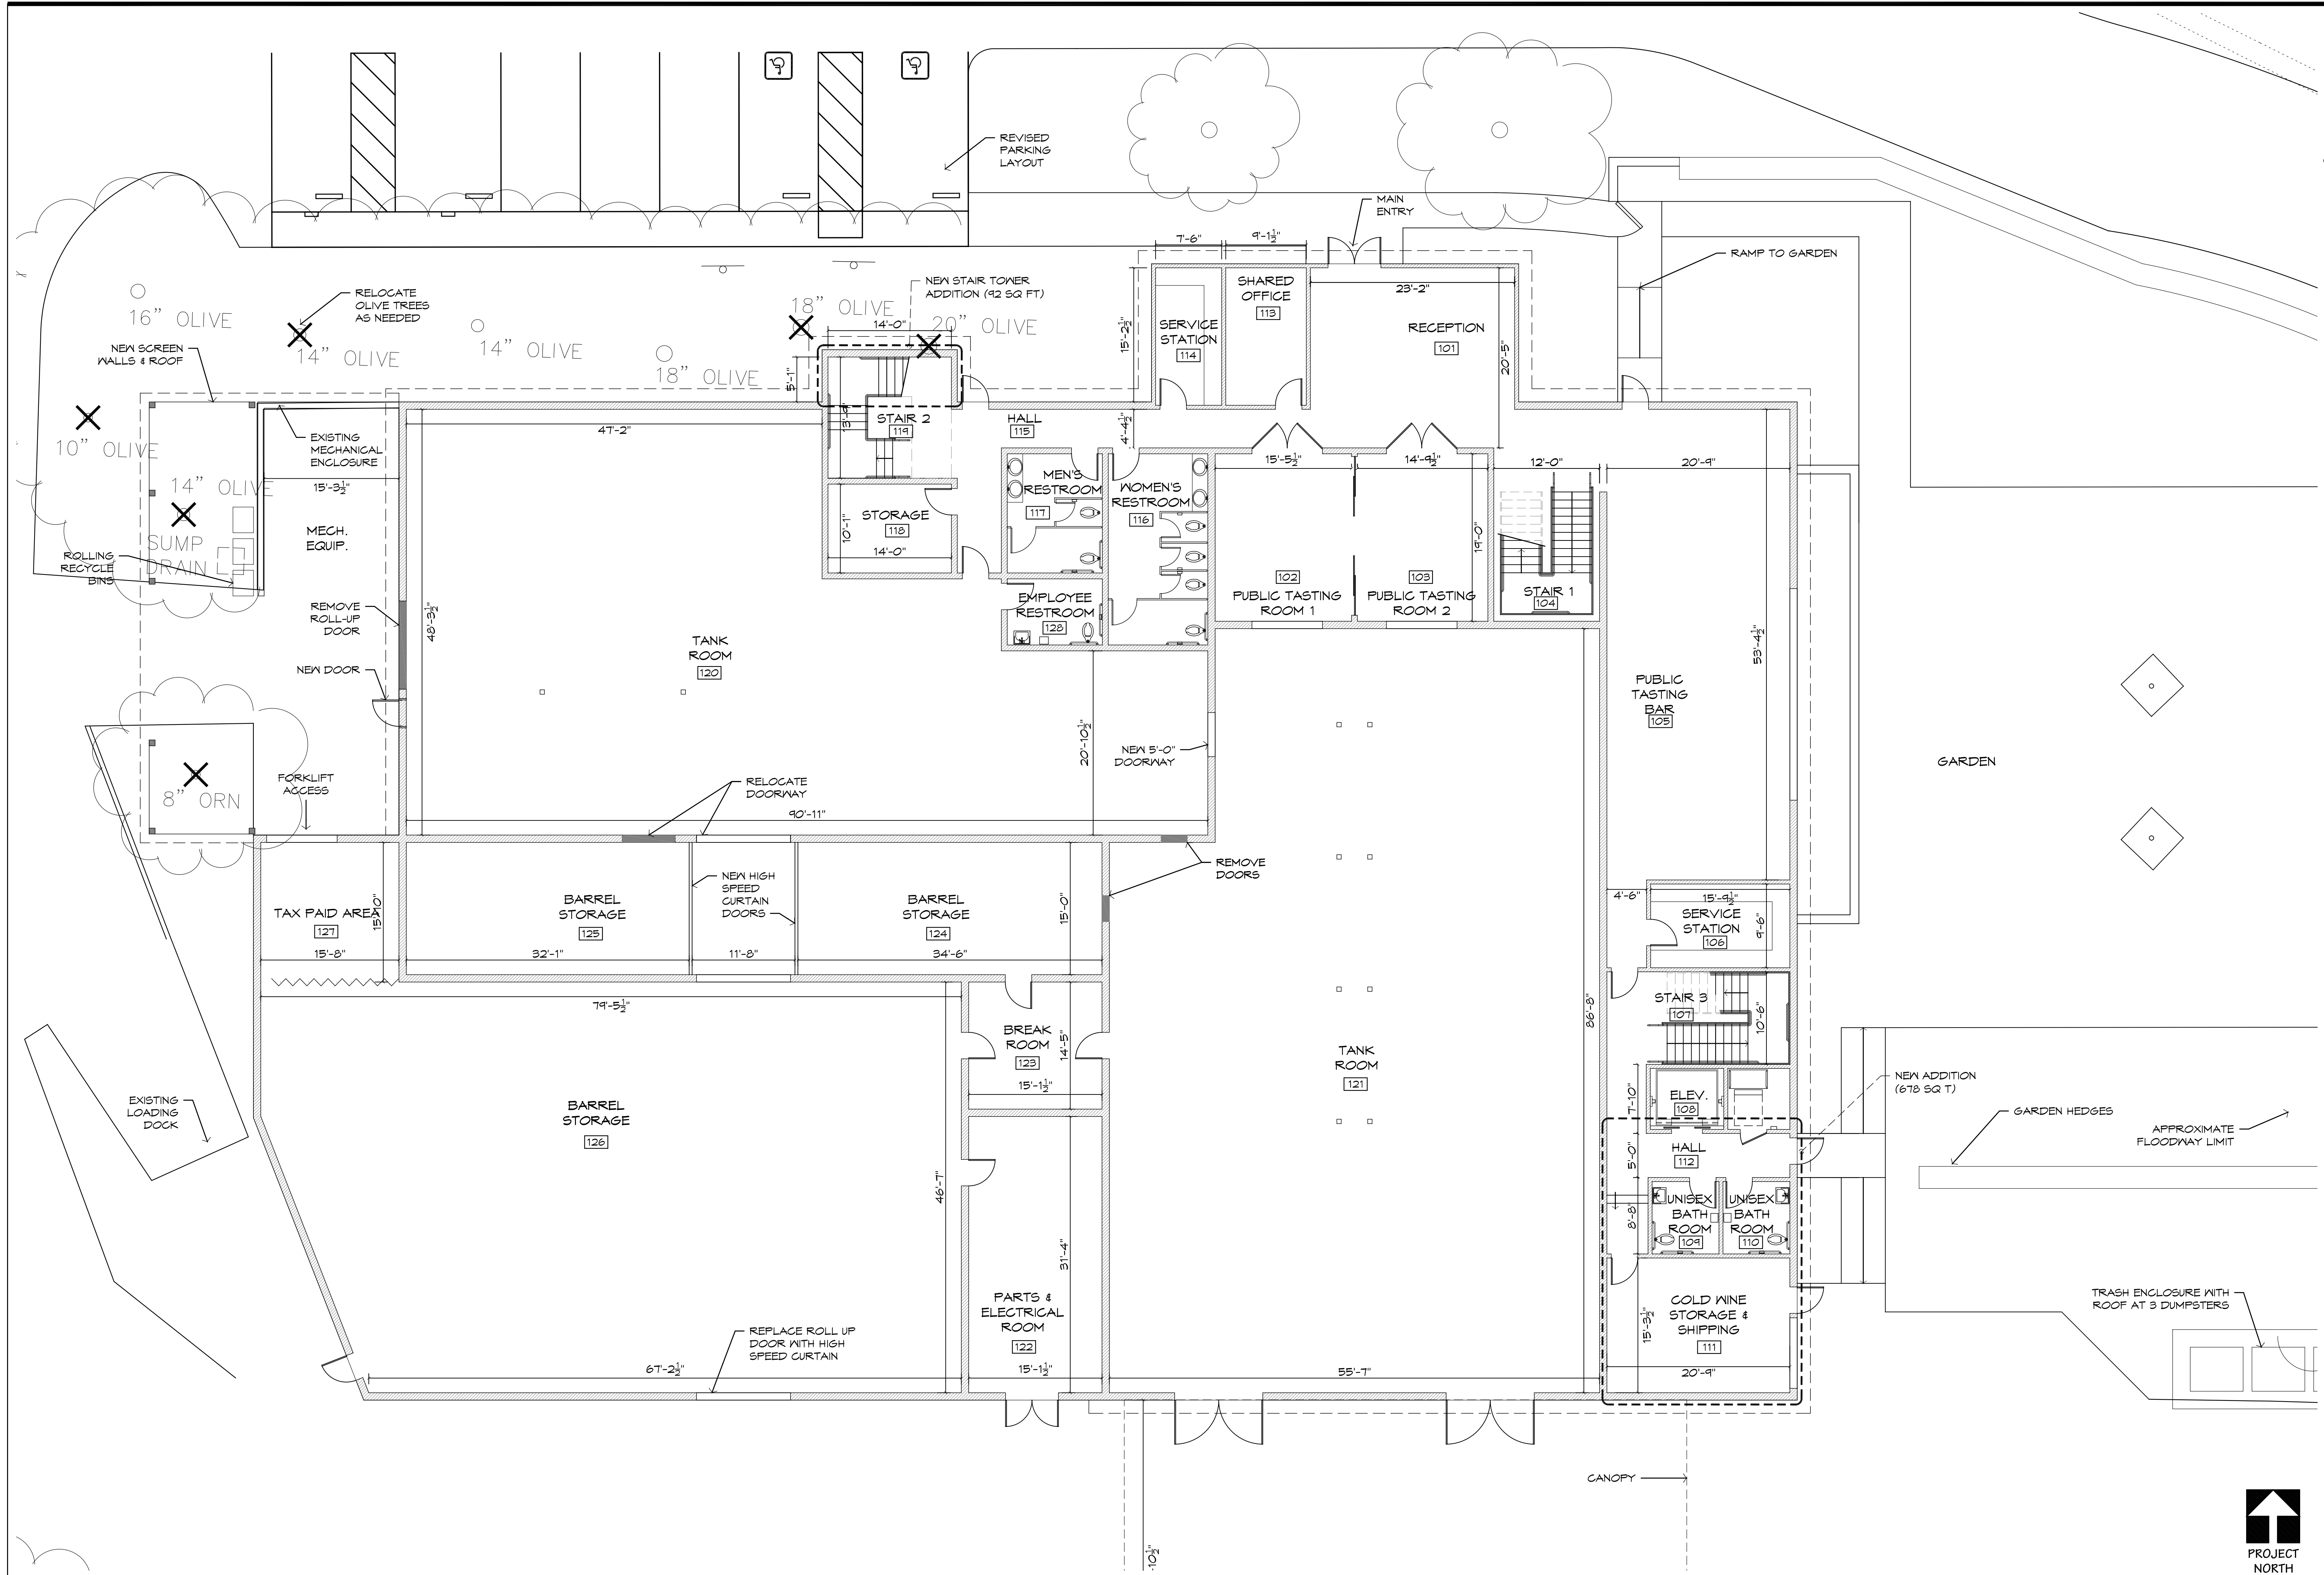 REVISED
PARKING
LAYOUT
MAIN
ENTRY
RAMP TO GARDEN
7'-6"
9'-1½"
RELOCATE
OLIVE TREES
AS NEEDED
NEW STAIR TOWER
ADDITION (92 SQ FT)
16" OLIVE
14" OLIVE
14" OLIVE
18" OLIVE
18" OLIVE
20" OLIVE
10" OLIVE
14" OLIVE
NEW SCREEN
WALLS & ROOF
14'-0"
5'-1"
13'-9"
15'-2½"
SERVICE
STATION
114
SHARED
OFFICE
113
23'-2"
RECEPTION
101
20'-5"
EXISTING
MECHANICAL
ENCLOSURE
15'-3½"
MECH.
EQUIP.
SUMP
DRAIN
ROLLING
RECYCLE
BINS
REMOVE
ROLL-UP
DOOR
NEW DOOR
47'-2"
STAIR 2
119
HALL
115
4'-4½"
MEN'S
RESTROOM
117
WOMEN'S
RESTROOM
116
STORAGE
118
10'-1"
14'-0"
EMPLOYEE
RESTROOM
128
15'-5½"
14'-9½"
12'-0"
20'-9"
19'-0"
102
PUBLIC TASTING
ROOM 1
103
PUBLIC TASTING
ROOM 2
STAIR 1
104
48'-3½"
TANK
ROOM
120
53'-4½"
PUBLIC
TASTING
BAR
105
20'-10½"
NEW 5'-0"
DOORWAY
GARDEN
8" ORN
FORKLIFT
ACCESS
RELOCATE
DOORWAY
90'-11"
REMOVE
DOORS
NEW HIGH
SPEED
CURTAIN
DOORS
TAX PAID AREA
127
15'-10"
15'-8"
BARREL
STORAGE
125
32'-1"
11'-8"
BARREL
STORAGE
124
34'-6"
15'-0"
4'-6"
15'-9½"
SERVICE
STATION
106
9'-6"
79'-5½"
BREAK
ROOM
123
14'-5"
15'-1½"
86'-8"
STAIR 3
107
10'-6"
TANK
ROOM
121
BARREL
STORAGE
126
EXISTING
LOADING
DOCK
7'-10"
ELEV.
108
NEW ADDITION
(678 SQ T)
GARDEN HEDGES
APPROXIMATE
FLOODWAY LIMIT
5'-0"
HALL
112
8'-8"
UNISEX
BATH
ROOM
109
UNISEX
BATH
ROOM
110
46'-7"
31'-4"
PARTS &
ELECTRICAL
ROOM
122
15'-1½"
COLD WINE
STORAGE &
SHIPPING
111
15'-3½"
20'-9"
TRASH ENCLOSURE WITH
ROOF AT 3 DUMPSTERS
REPLACE ROLL UP
DOOR WITH HIGH
SPEED CURTAIN
67'-2½"
55'-7"
CANOPY
-10½"
PROJECT
NORTH